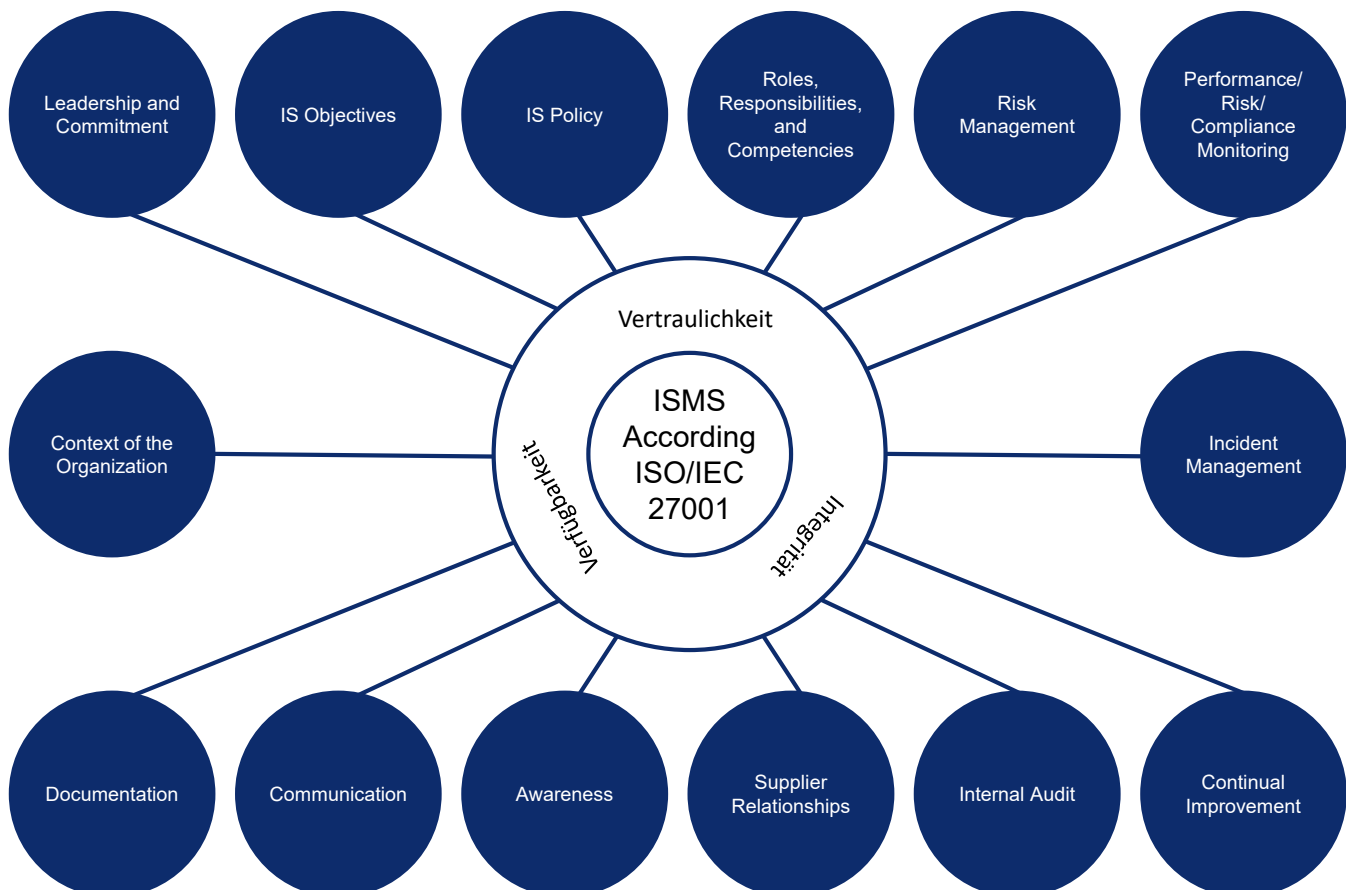 Leadership and
Commitment
IS Objectives
IS Policy
Roles,
Responsibilities,
and
Competencies
Risk
Management
Performance/
Risk/
Compliance
Monitoring
Vertraulichkeit
ISMS
According
ISO/IEC
27001
Verfügbarkeit
Integrität
Context of the
Organization
Incident
Management
Documentation
Communication
Awareness
Supplier
Relationships
Internal Audit
Continual
Improvement